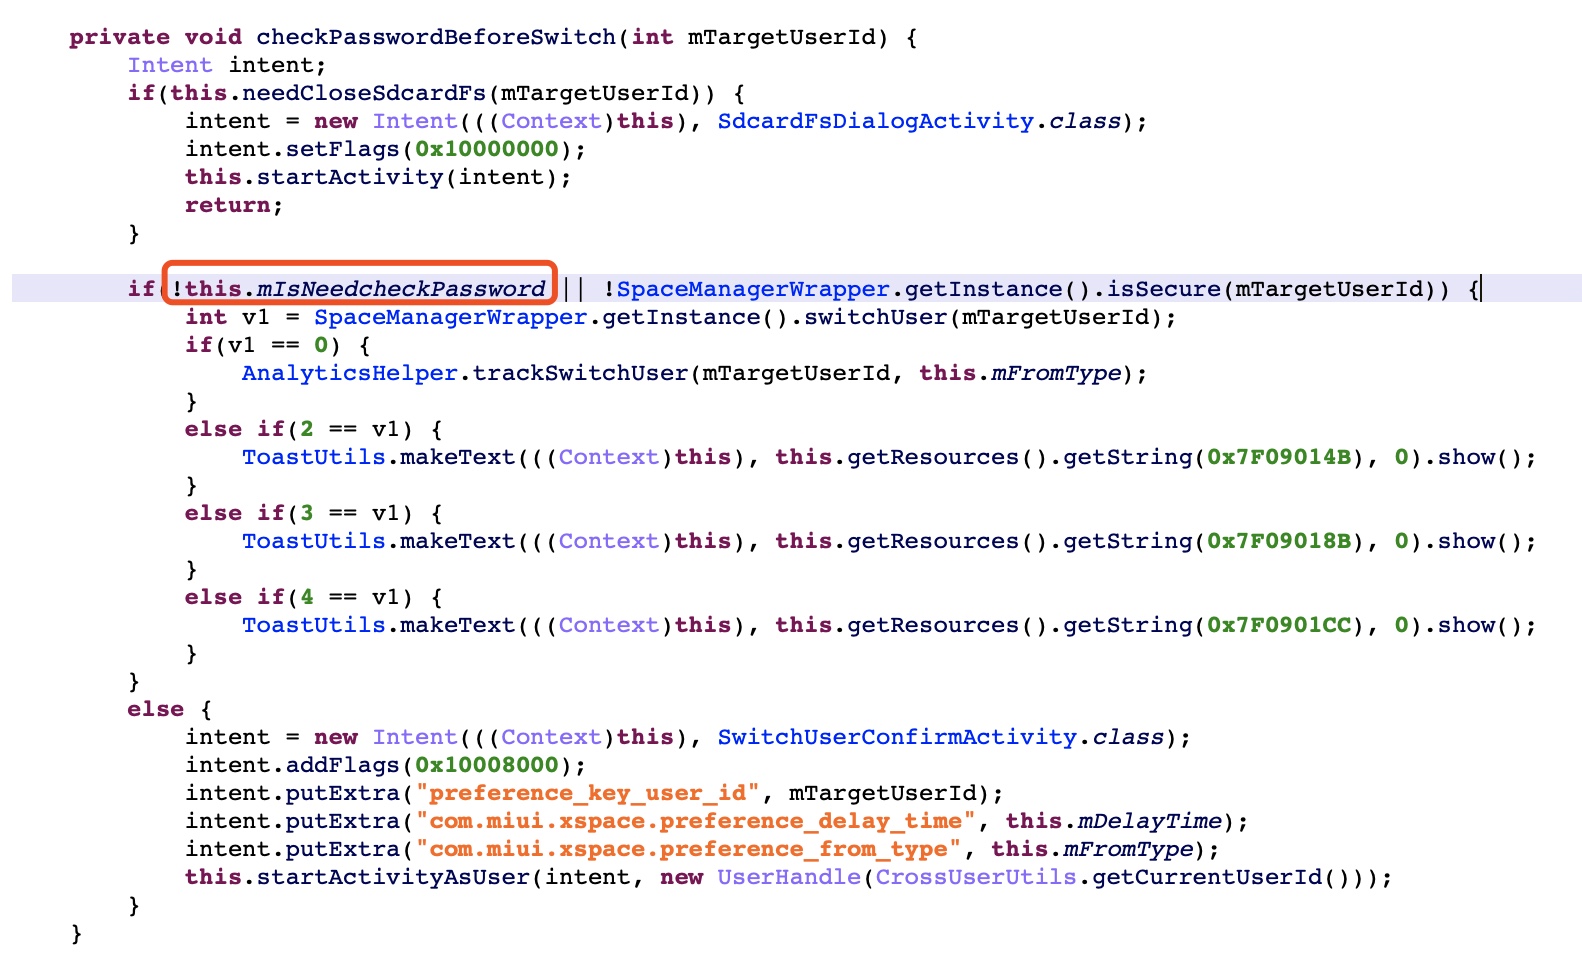 private void checkPasswordBeforeSwitch(int mTargetUserId) {
Intent intent;
if(this.needCloseSdcardFs(mTargetUserId)) {
intent = new Intent(((Context)this), SdcardFsDialogActivity.class);
intent.setFlags(0x10000000);
this.startActivity(intent);
return;
}
if(!this.mIsNeedcheckPassword || !SpaceManagerWrapper.getInstance().isSecure(mTargetUserId)) {
int v1 = SpaceManagerWrapper.getInstance().switchUser(mTargetUserId);
if(v1 == 0) {
AnalyticsHelper.trackSwitchUser(mTargetUserId, this.mFromType);
}
else if(2 == v1) {
ToastUtils.makeText(((Context)this), this.getResources().getString(0x7F09014B), 0).show();
}
else if(3 == v1) {
ToastUtils.makeText(((Context)this), this.getResources().getString(0x7F09018B), 0).show();
}
else if(4 == v1) {
ToastUtils.makeText(((Context)this), this.getResources().getString(0x7F0901CC), 0).show();
}
}
else {
intent = new Intent(((Context)this), SwitchUserConfirmActivity.class);
intent.addFlags(0x10008000);
intent.putExtra("preference_key_user_id", mTargetUserId);
intent.putExtra("com.miui.xspace.preference_delay_time", this.mDelayTime);
intent.putExtra("com.miui.xspace.preference_from_type", this.mFromType);
this.startActivityAsUser(intent, new UserHandle(CrossUserUtils.getCurrentUserId()));
}
}